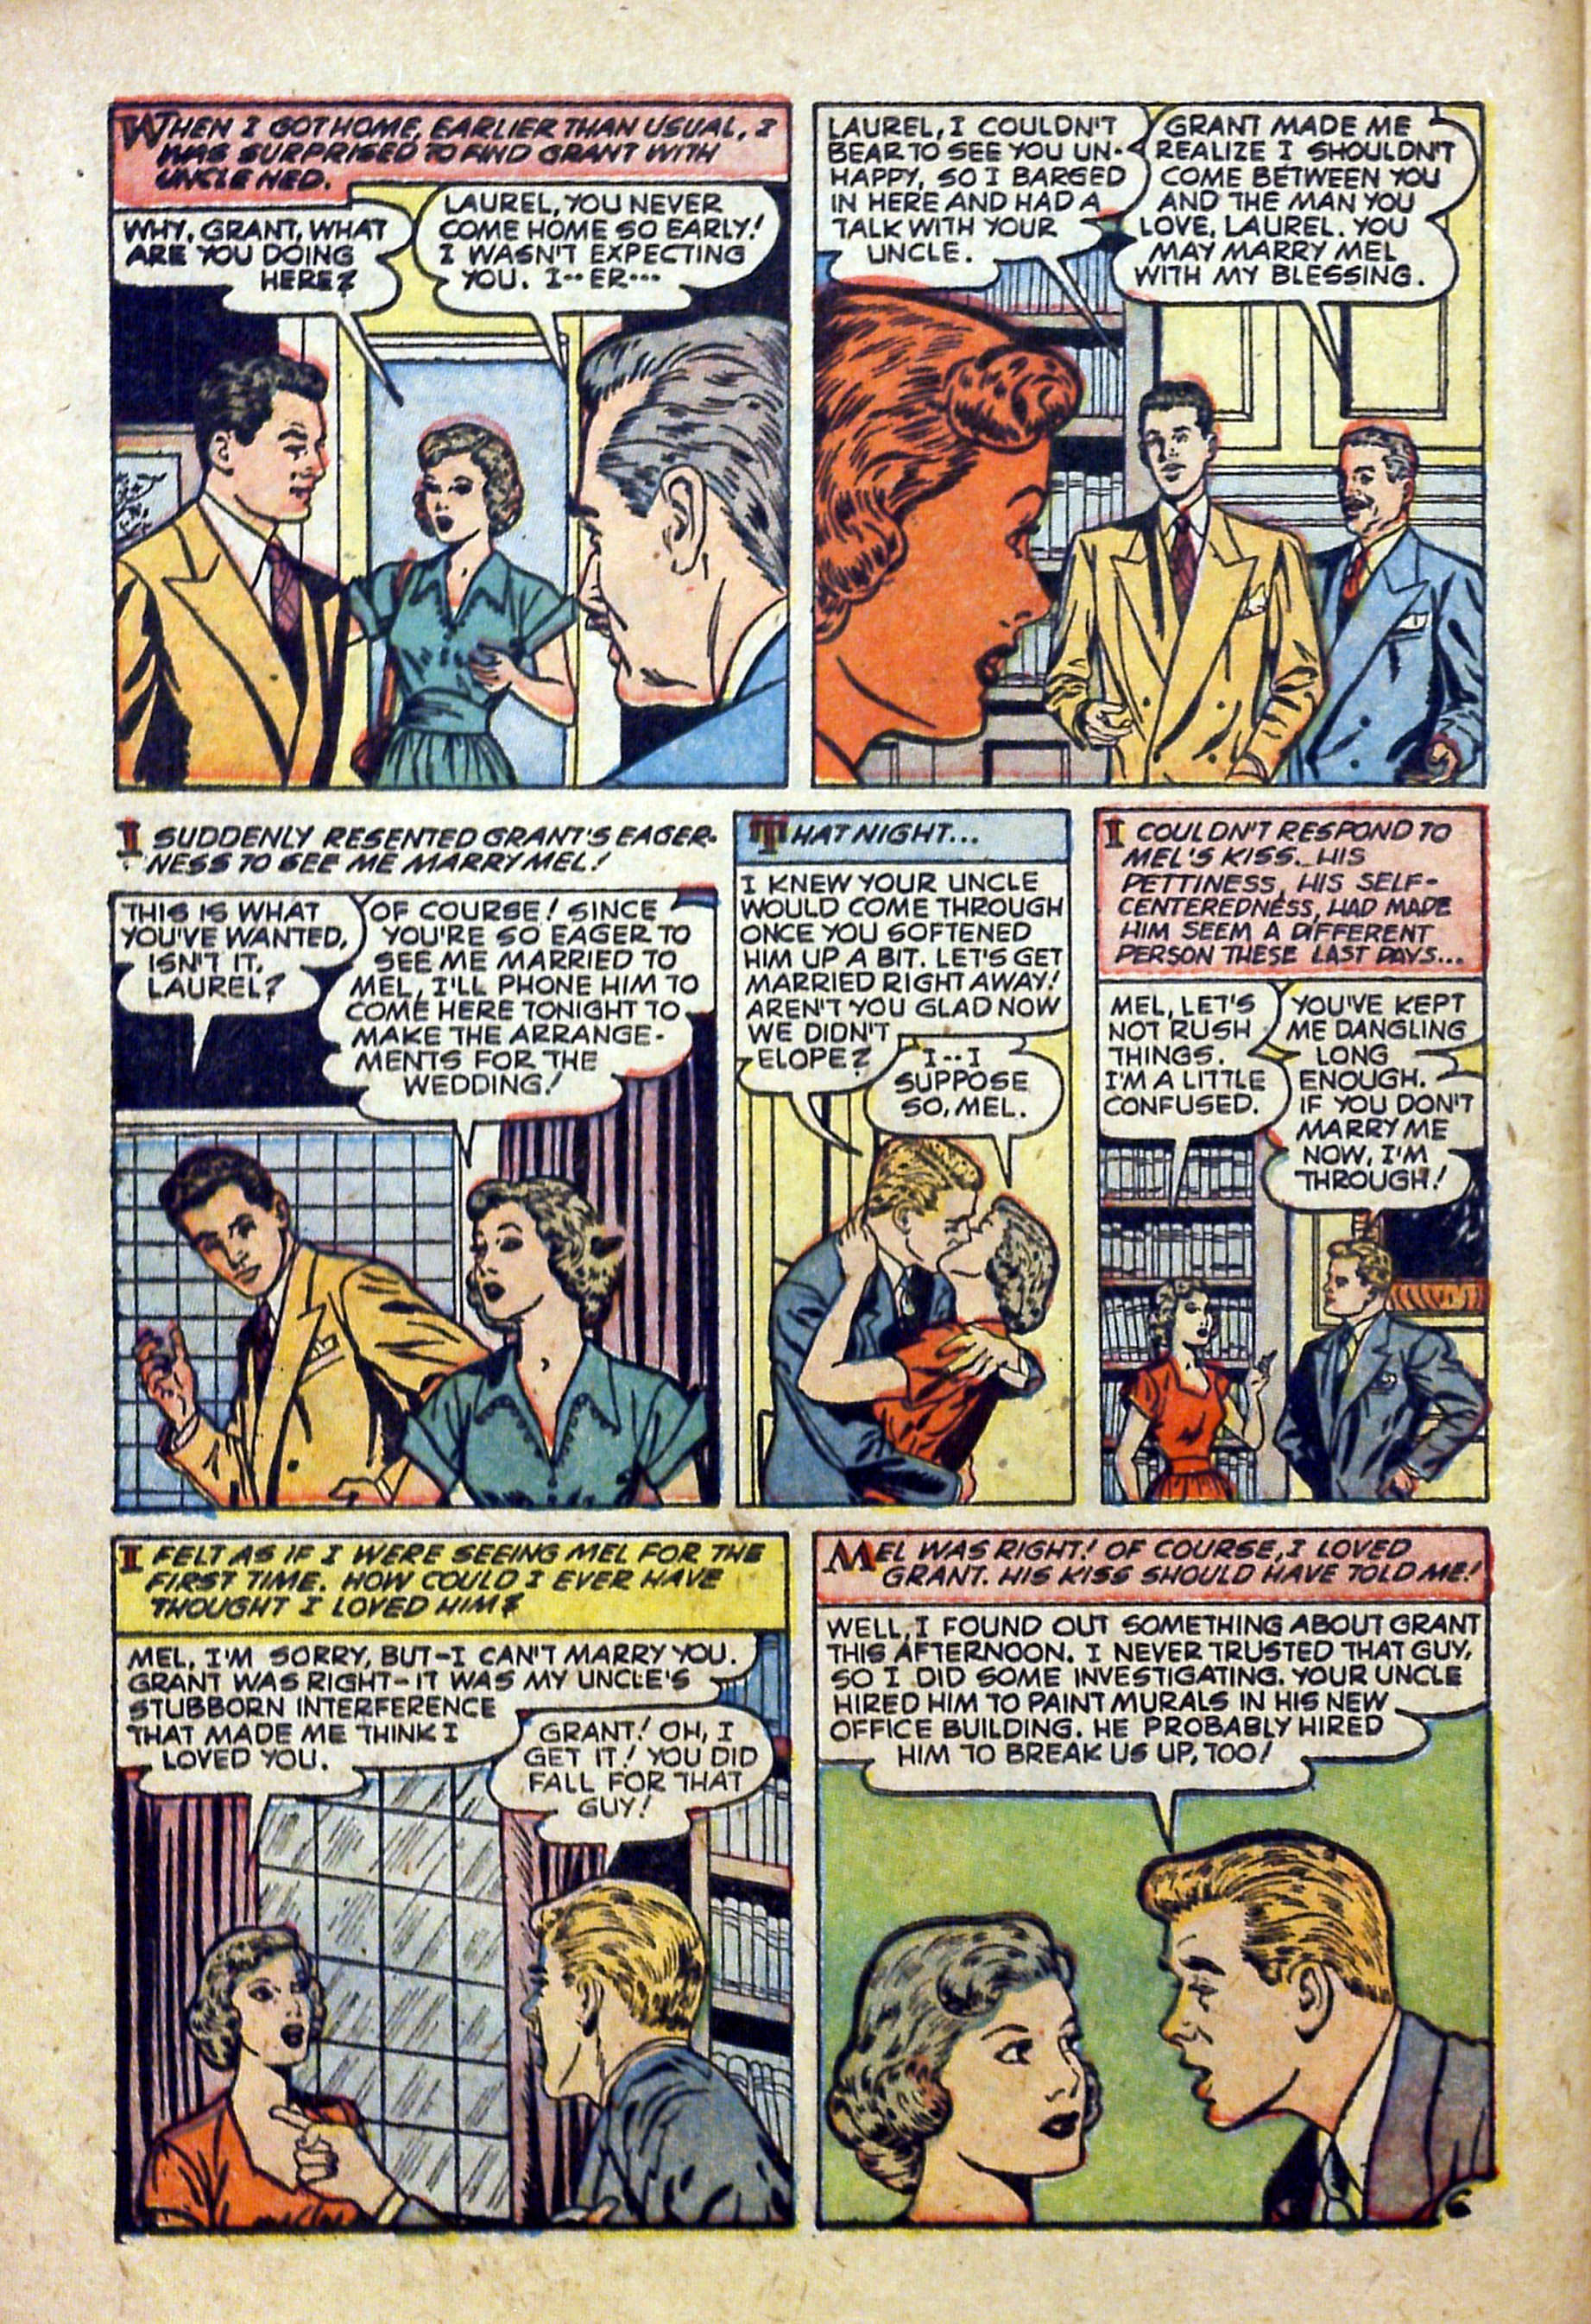 WHEN I GOT HOME, EARLIER THAN USUAL, I
WAS SURPRISED TO FIND GRANT WITH
UNCLE NED.
WHY, GRANT, WHAT
ARE YOU DOING
HERE?
LAUREL, YOU NEVER
COME HOME SO EARLY!
I WASN'T EXPECTING
YOU. I--ER---
LAUREL, I COULDN'T
BEAR TO SEE YOU UN-
HAPPY, SO I BARGED
IN HERE AND HAD A
TALK WITH YOUR
UNCLE.
GRANT MADE ME
REALIZE I SHOULDN'T
COME BETWEEN YOU
AND THE MAN YOU
LOVE, LAUREL. YOU
MAY MARRY MEL
WITH MY BLESSING.
I SUDDENLY RESENTED GRANT'S EAGER-
NESS TO SEE ME MARRY MEL!
THIS IS WHAT
YOU'VE WANTED,
ISN'T IT,
LAUREL?
OF COURSE! SINCE
YOU'RE SO EAGER TO
SEE ME MARRIED TO
MEL, I'LL PHONE HIM TO
COME HERE TONIGHT TO
MAKE THE ARRANGE-
MENTS FOR THE
WEDDING!
THAT NIGHT...
I KNEW YOUR UNCLE
WOULD COME THROUGH
ONCE YOU SOFTENED
HIM UP A BIT. LET'S GET
MARRIED RIGHT AWAY!
AREN'T YOU GLAD NOW
WE DIDN'T
ELOPE?
I--I
SUPPOSE
SO, MEL.
I COULDN'T RESPOND TO
MEL'S KISS. HIS
PETTINESS, HIS SELF-
CENTEREDNESS, HAD MADE
HIM SEEM A DIFFERENT
PERSON THESE LAST DAYS...
MEL, LET'S
NOT RUSH
THINGS.
I'M A LITTLE
CONFUSED.
YOU'VE KEPT
ME DANGLING
LONG
ENOUGH.
IF YOU DON'T
MARRY ME
NOW, I'M
THROUGH!
I FELT AS IF I WERE SEEING MEL FOR THE
FIRST TIME. HOW COULD I EVER HAVE
THOUGHT I LOVED HIM?
MEL, I'M SORRY, BUT-I CAN'T MARRY YOU.
GRANT WAS RIGHT-IT WAS MY UNCLE'S
STUBBORN INTERFERENCE
THAT MADE ME THINK I
LOVED YOU.
GRANT! OH, I
GET IT! YOU DID
FALL FOR THAT
GUY!
MEL WAS RIGHT! OF COURSE, I LOVED
GRANT. HIS KISS SHOULD HAVE TOLD ME!
WELL, I FOUND OUT SOMETHING ABOUT GRANT
THIS AFTERNOON. I NEVER TRUSTED THAT GUY,
SO I DID SOME INVESTIGATING. YOUR UNCLE
HIRED HIM TO PAINT MURALS IN HIS NEW
OFFICE BUILDING. HE PROBABLY HIRED
HIM TO BREAK US UP, TOO!
6